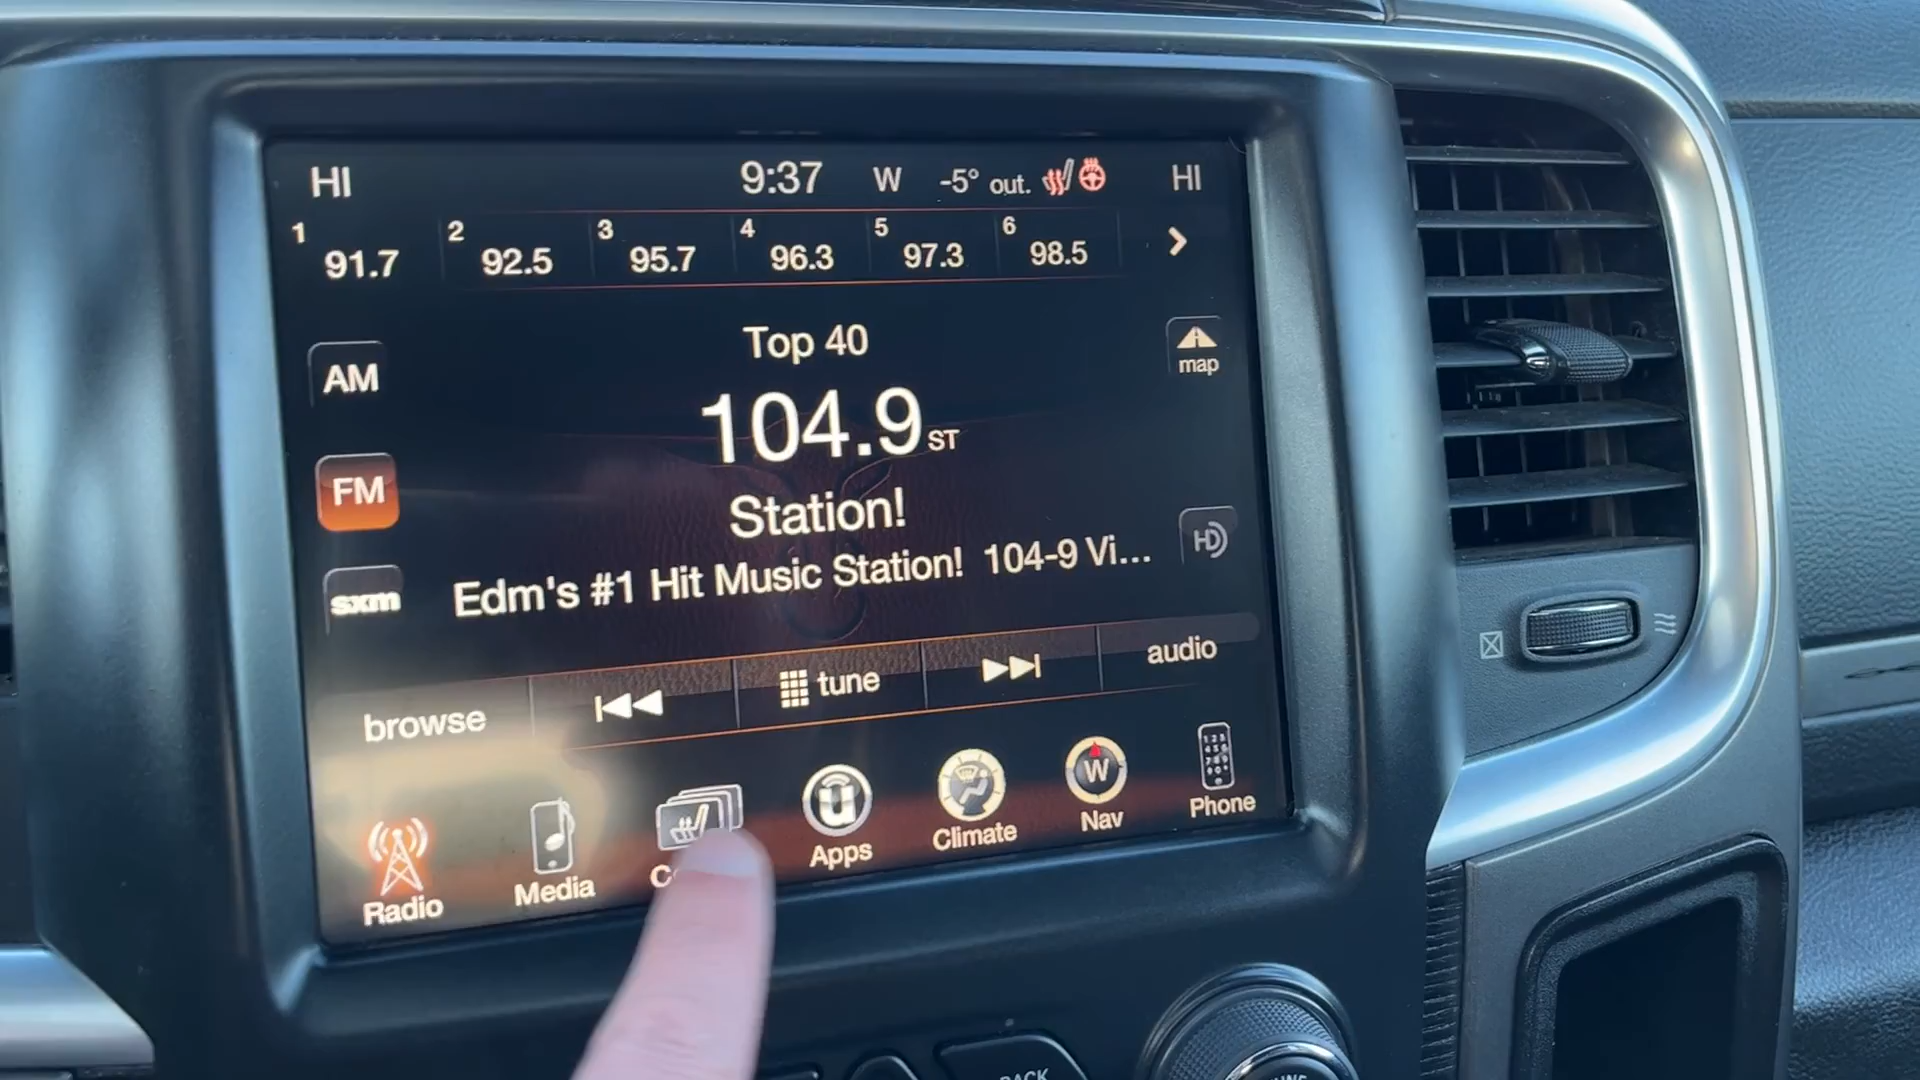 HI 9:37 W -5° out. HI
1 91.7 2 92.5 3 95.7 4 96.3 5 97.3 6 98.5
Top 40
map
AM
104.9 ST
FM
Station!
HD
Edm's #1 Hit Music Station! 104-9 Vi...
sxm
browse tune audio
Radio Media Apps Climate W Nav Phone
BACK